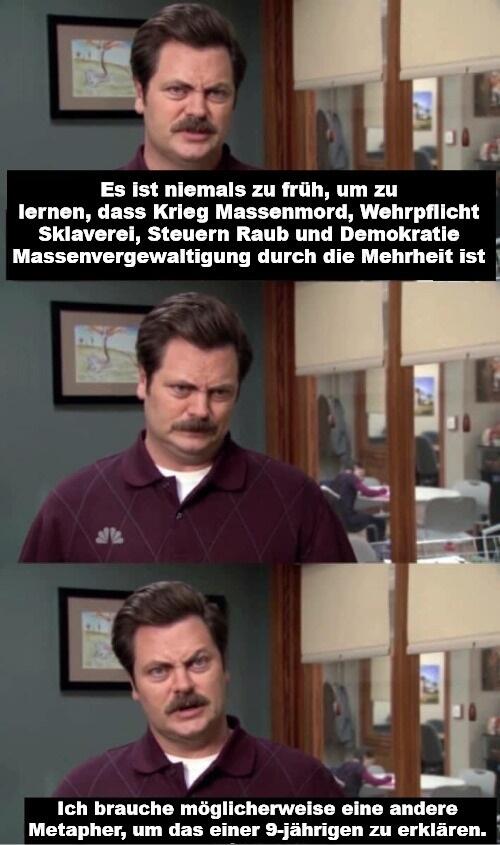 Es ist niemals zu früh, um zu
lernen, dass Krieg Massenmord, Wehrpflicht
Sklaverei, Steuern Raub und Demokratie
Massenvergewaltigung durch die Mehrheit ist
Ich brauche möglicherweise eine andere
Metapher, um das einer 9-jährigen zu erklären.